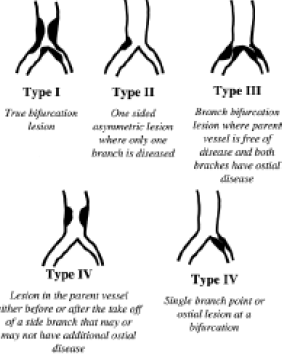 Type I
True bifurcation
lesion
Type II
One sided
asymmetric lesion
where only one
branch is diseased
Type III
Branch bifurcation
lesion where parent
vessel is free of
disease and both
braches have ostial
disease
Type IV
Lesion in the parent vessel
either before or after the take off
of a side branch that may or
may not have additional ostial
disease
Type IV
Single branch point or
ostial lesion at a
bifurcation